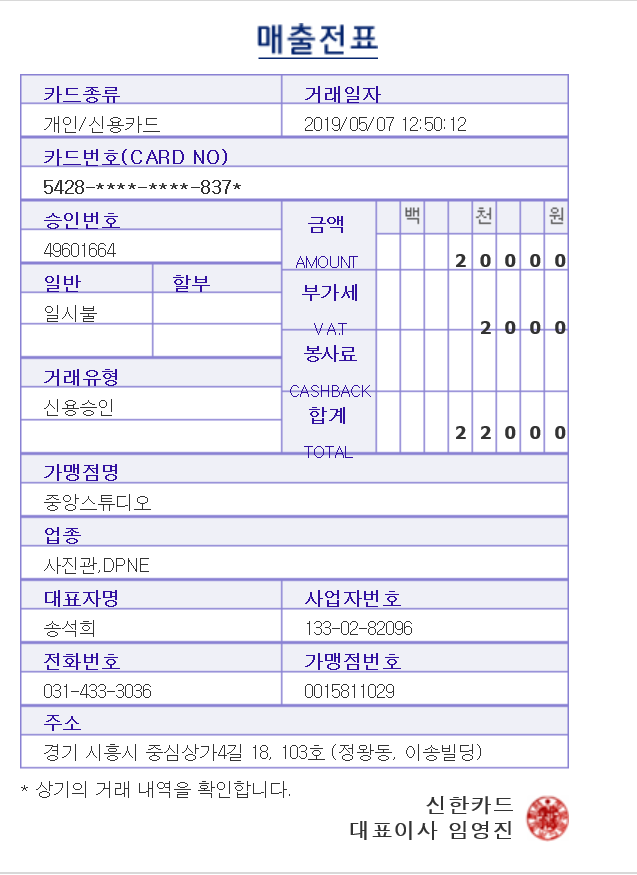 매출전표
카드종류 거래일자
개인/신용카드 2019/05/07 12:50:12
카드번호(CARD NO)
5428-****-****-837*
승인번호 금액 백 천 원
49601664 AMOUNT 2 0 0 0 0
일반 할부 부가세
일시불 V.A.T 2 0 0 0
봉사료
거래유형 CASHBACK
신용승인 합계 2 2 0 0 0
TOTAL
가맹점명
중앙스튜디오
업종
사진관,DPNE
대표자명 사업자번호
송석희 133-02-82096
전화번호 가맹점번호
031-433-3036 0015811029
주소
경기 시흥시 중심상가4길 18, 103호 (정왕동, 이송빌딩)
* 상기의 거래 내역을 확인합니다.
신한카드
대표이사 임영진